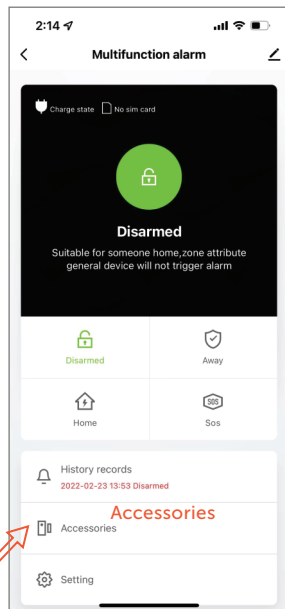 2:14
Multifunction alarm
Charge state No sim card
Disarmed
Suitable for someone home,zone attribute
general device will not trigger alarm
Disarmed
Away
SOS
Home
Sos
History records
2022-02-23 13:53 Disarmed
Accessories
Accessories
Setting